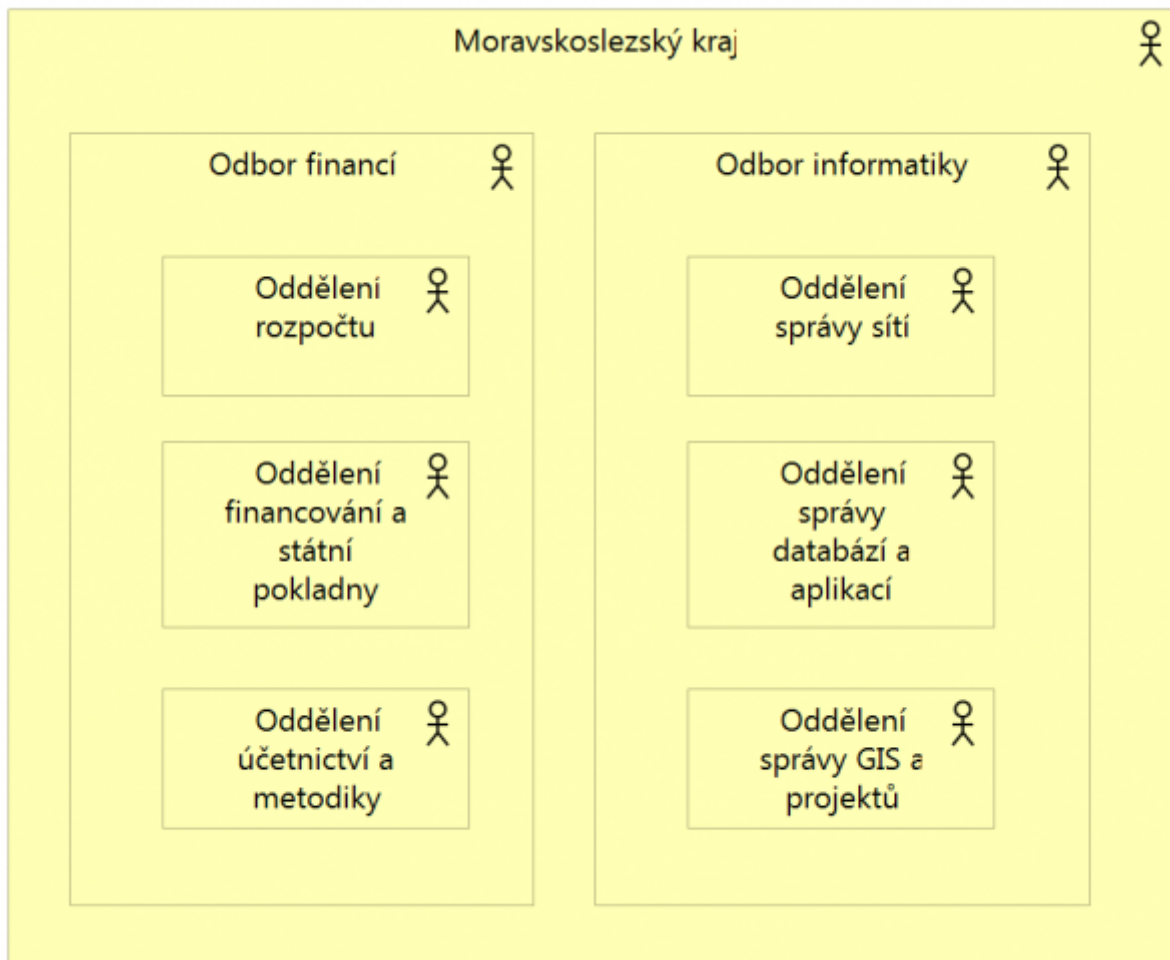 Moravskoslezský kraj
Odbor financí
Oddělení
rozpočtu
Oddělení
financování a
státní
pokladny
Oddělení
účetnictví a
metodiky
Odbor informatiky
Oddělení
správy sítí
Oddělení
správy
databází a
aplikací
Oddělení
správy GIS a
projektů